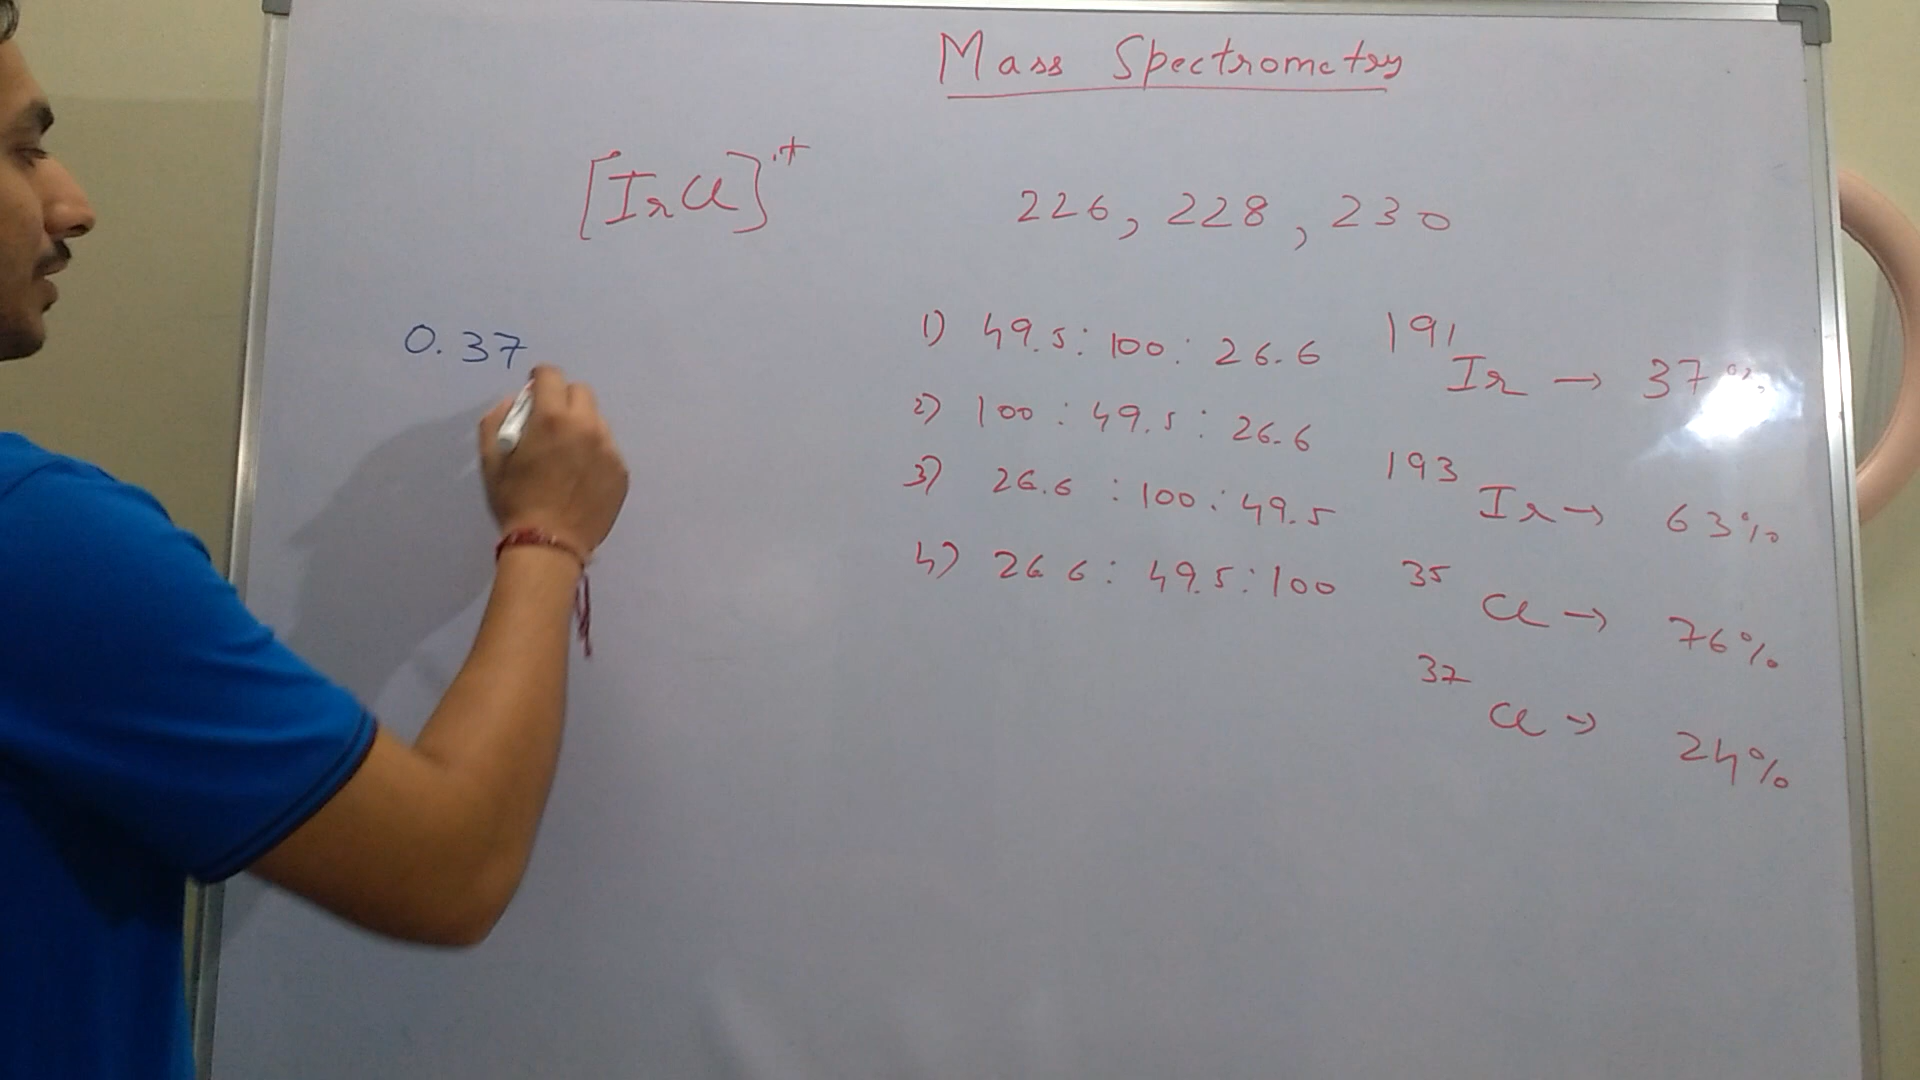 Mass Spectrometry
[IrCl]·+
226, 228, 230
0.37
1) 49.5 : 100 : 26.6
2) 100 : 49.5 : 26.6
3) 26.6 : 100 : 49.5
4) 26 6 : 49.5 : 100
191 Ir → 37%
193 Ir → 63%
35 Cl → 76%
37 Cl → 24%